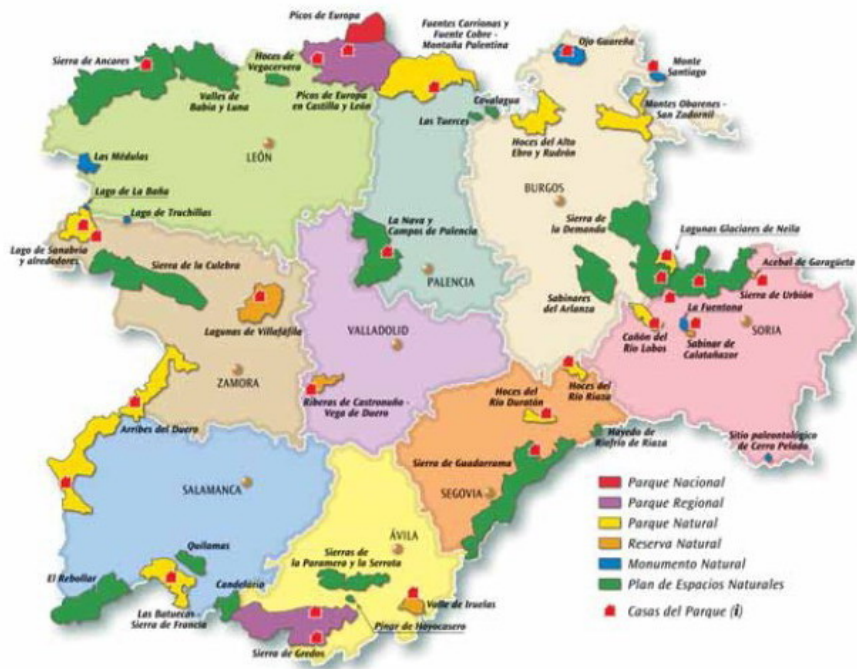 Picos de Europa
Fuentes Carrionas y
Fuente Cobre -
Montaña Palentina
Ojo Guareña
Monte
Santiago
Sierra de Ancares
Hoces de
Vegacervera
Valles de
Babia y Luna
Picos de Europa
en Castilla y León
Covalagua
Las Tuerces
Montes Obarenes -
San Zadornil
Hoces del Alto
Ebro y Rudrón
LEÓN
Las Médulas
Lago de La Baña
Lago de Truchillas
BURGOS
Lago de Sanabria
y alrededores
La Nava y
Campos de Palencia
Sierra de
la Demanda
Lagunas Glaciares de Neila
Sierra de la Culebra
PALENCIA
Acebal de Garagüeta
Sierra de Urbión
Sabinares del
Arlanza
La Fuentona
Lagunas de Villafáfila
VALLADOLID
SORIA
Cañón del
Río Lobos
Sabinar de
Calatañazor
ZAMORA
Riberas de Castronuño -
Vega de Duero
Hoces del
Río Duratón
Hoces del
Río Riaza
Arribes del Duero
Hayedo de
Riofrío de Riaza
Sitio paleontológico
de Cerro Pelado
Sierra de Guadarrama
SALAMANCA
SEGOVIA
Parque Nacional
Parque Regional
Parque Natural
Reserva Natural
Monumento Natural
Plan de Espacios Naturales
Casas del Parque (i)
ÁVILA
Quilamas
Sierras de
la Paramera y la Serrota
El Rebollar
Candelario
Las Batuecas -
Sierra de Francia
Valle de Iruelas
Pinar de Hoyocasero
Sierra de Gredos